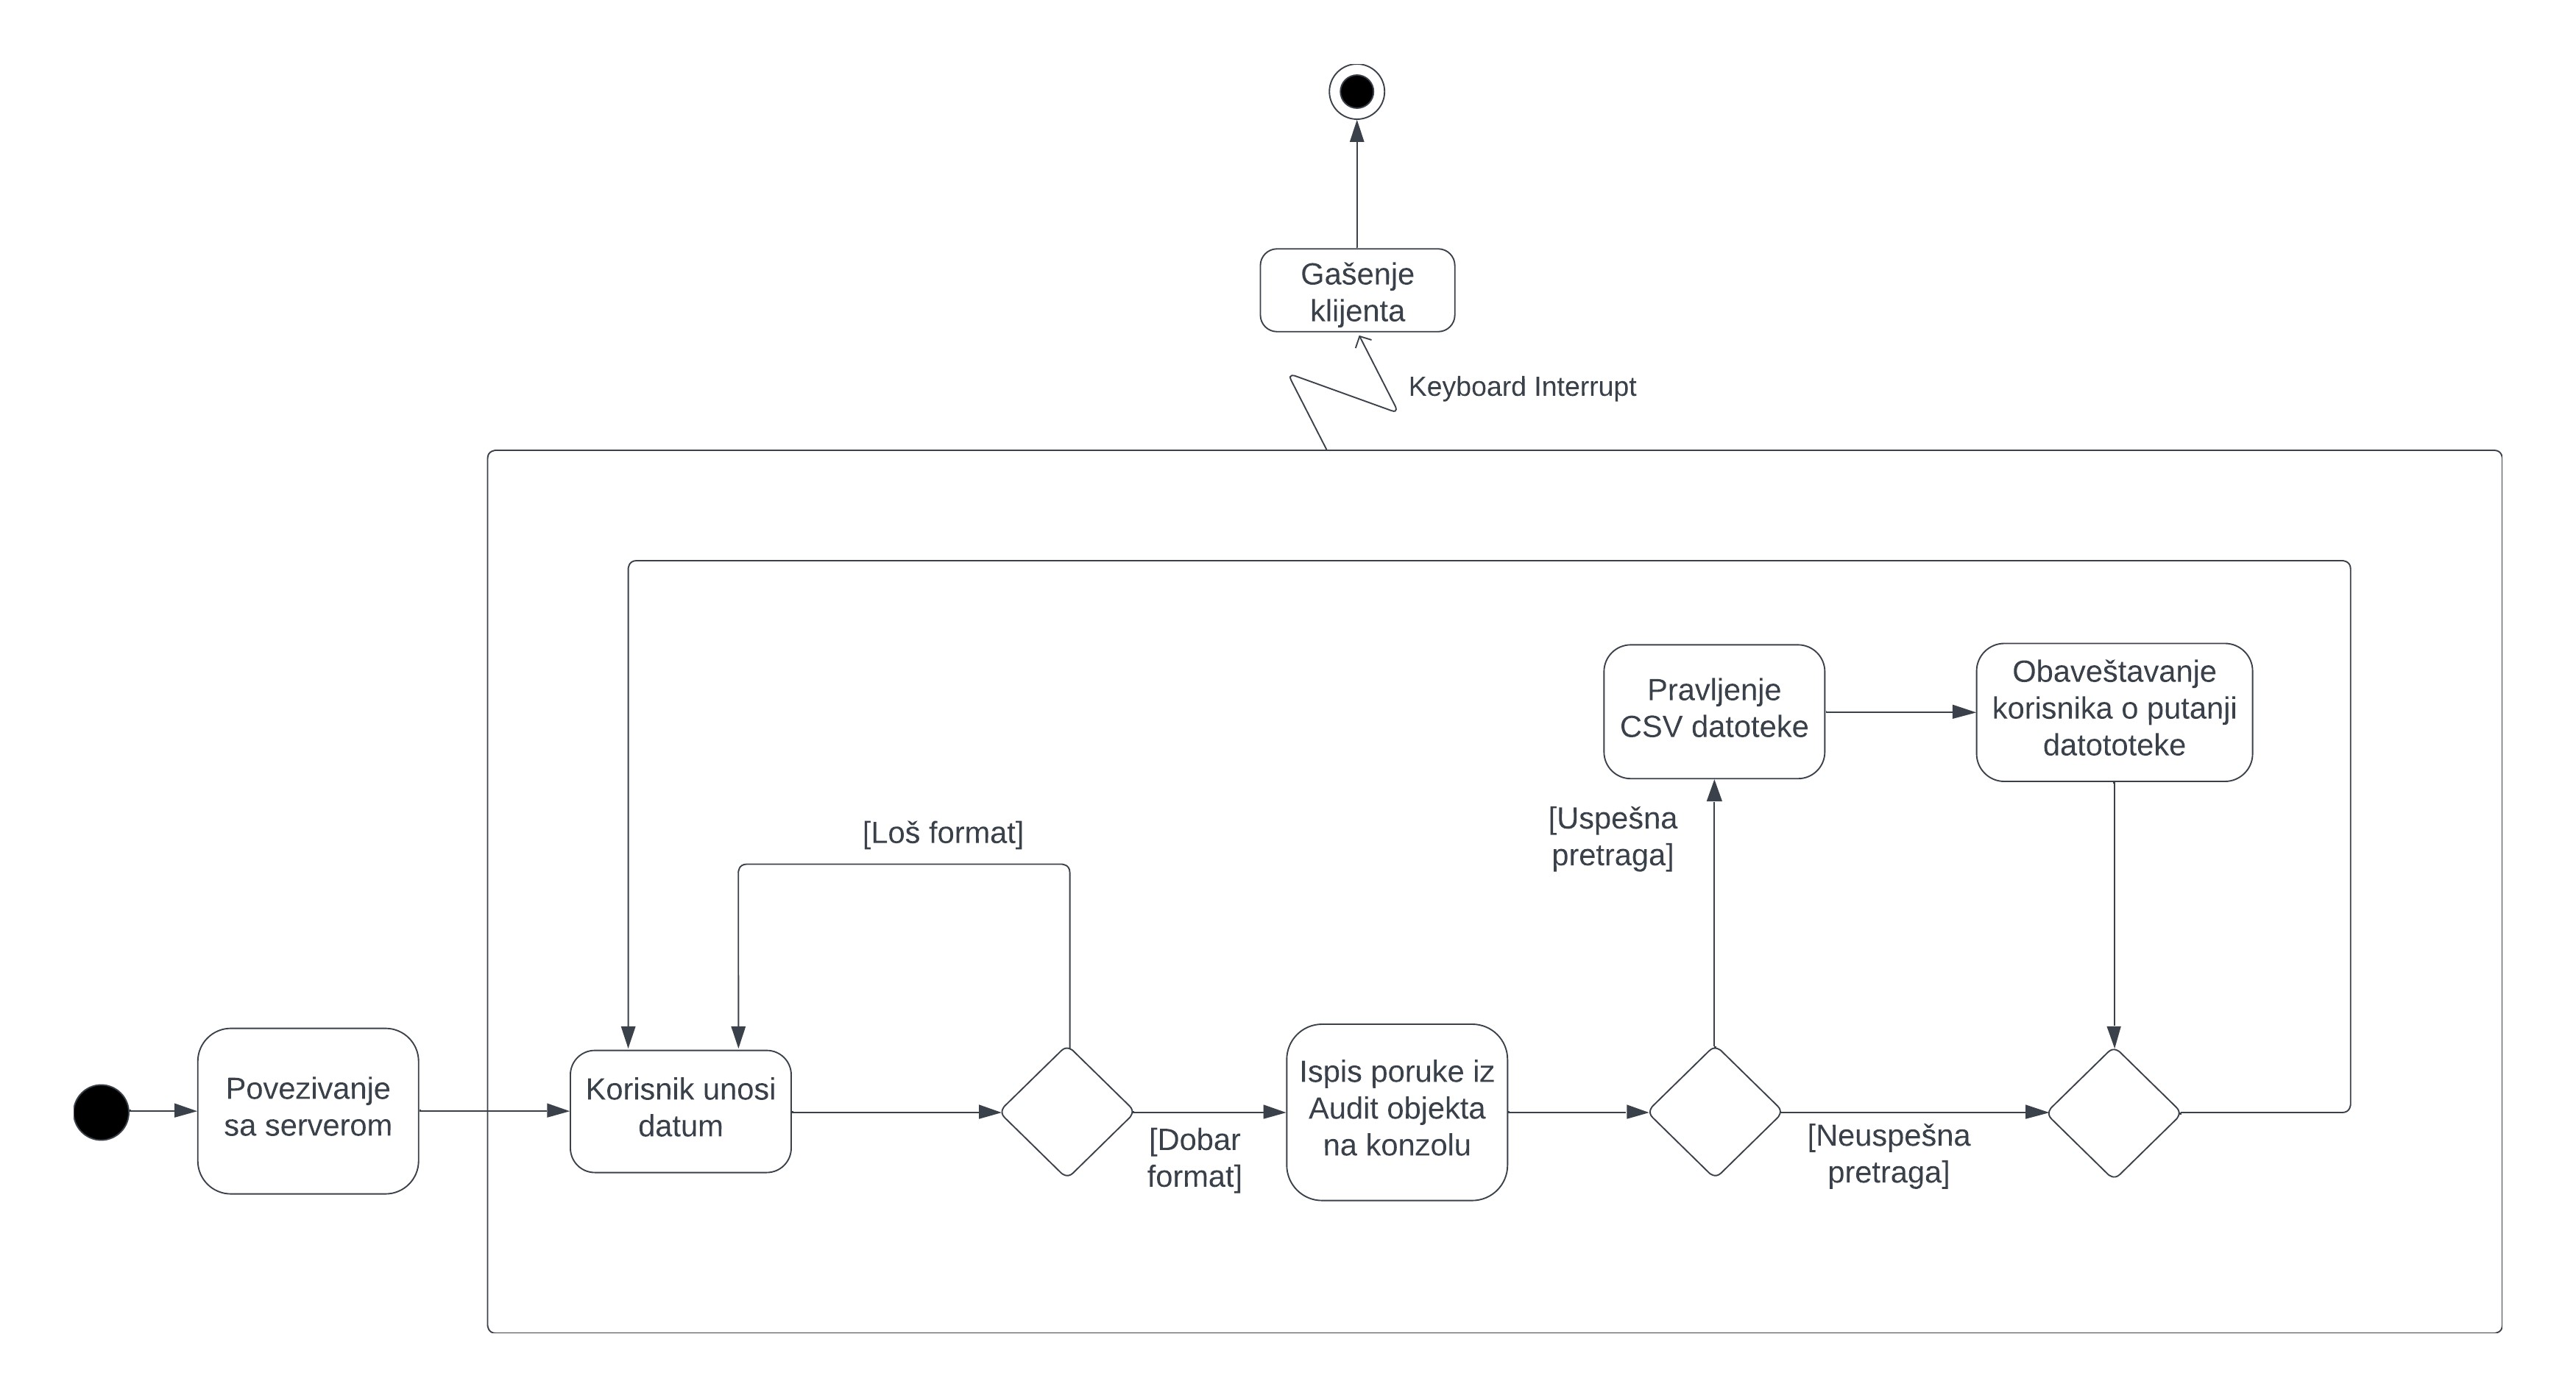 Gašenje
klijenta
Keyboard Interrupt
Pravljenje
CSV datoteke
Obaveštavanje
korisnika o putanji
datototeke
[Loš format]
[Uspešna
pretraga]
Povezivanje
sa serverom
Korisnik unosi
datum
[Dobar
format]
Ispis poruke iz
Audit objekta
na konzolu
[Neuspešna
pretraga]